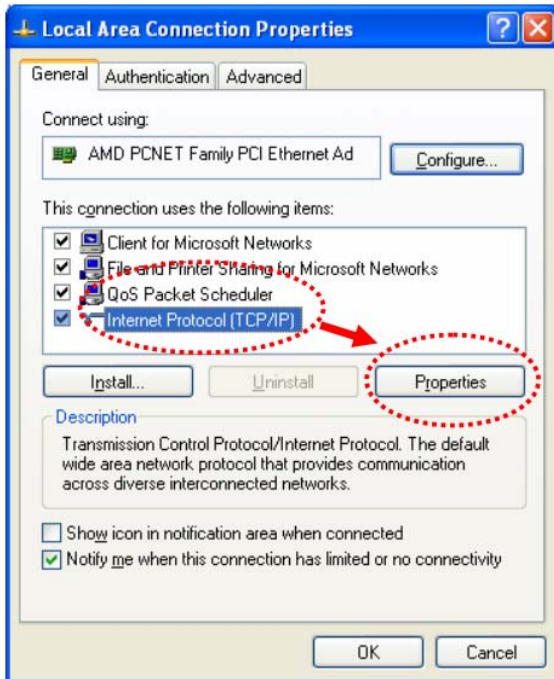 Local Area Connection Properties
General Authentication Advanced
Connect using:
AMD PCNET Family PCI Ethernet Ad
Configure...
This connection uses the following items:
Client for Microsoft Networks
File and Printer Sharing for Microsoft Networks
QoS Packet Scheduler
Internet Protocol (TCP/IP)
Install... Uninstall Properties
Description
Transmission Control Protocol/Internet Protocol. The default
wide area network protocol that provides communication
across diverse interconnected networks.
Show icon in notification area when connected
Notify me when this connection has limited or no connectivity
OK Cancel